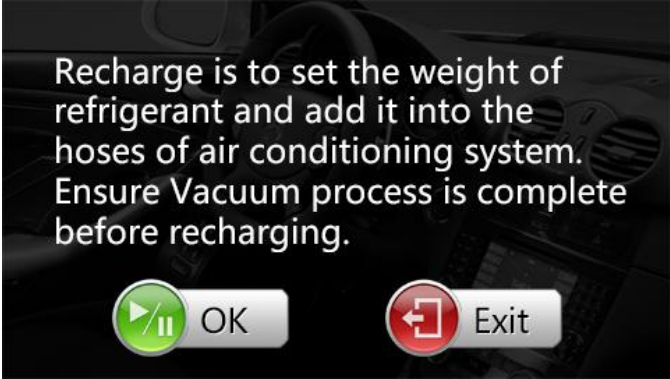 Recharge is to set the weight of
refrigerant and add it into the
hoses of air conditioning system.
Ensure Vacuum process is complete
before recharging.
OK
Exit